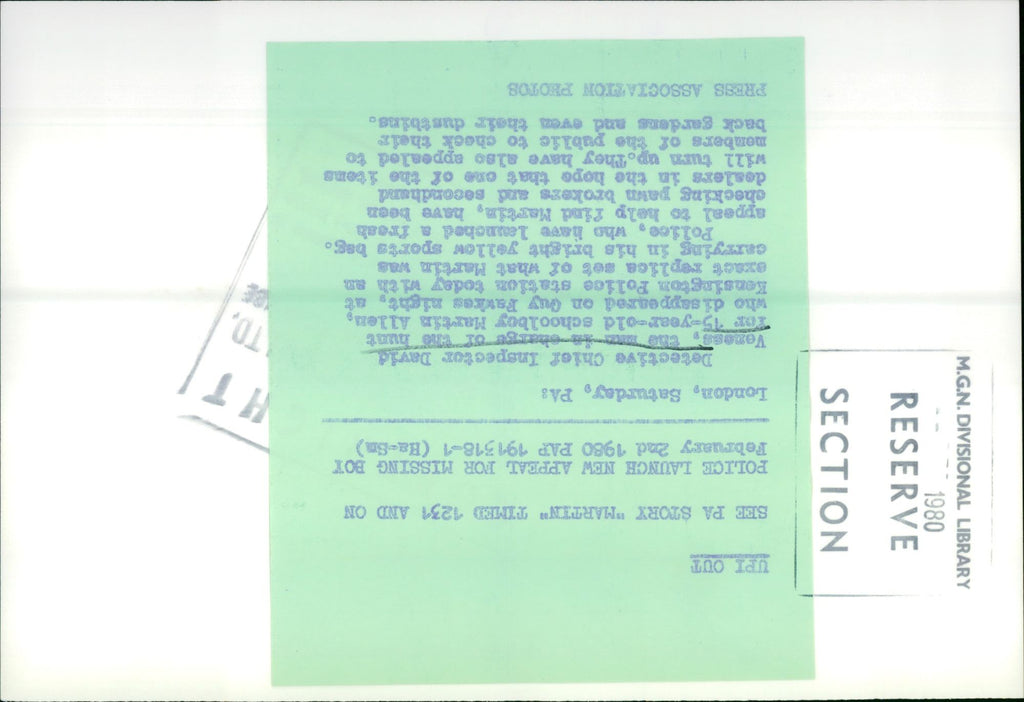 UPI OUT
SEE PA STORY "MARTIN" TIMED 1231 AND ON
POLICE LAUNCH NEW APPEAL FOR MISSING BOY
February 2nd 1980 PAP 191318-1 (Ha-Sm)
London, Saturday, PA:
Detective Chief Inspector David
Veness, the man in charge of the hunt
for 15-year-old schoolboy Martin Allen,
who disappeared on Guy Fawkes night, at
Kensington Police station today with an
exact replica set of what Martin was
carrying in his bright yellow sports bag.
Police, who have launched a fresh
appeal to help find Martin, have been
checking pawn brokers and secondhand
dealers in the hope that one of the items
will turn up.They have also appealed to
members of the public to check their
back gardens and even their dustbins.
PRESS ASSOCIATION PHOTOS
M.G.N. DIVISIONAL LIBRARY
1980
RESERVE
SECTION
HT
TO.